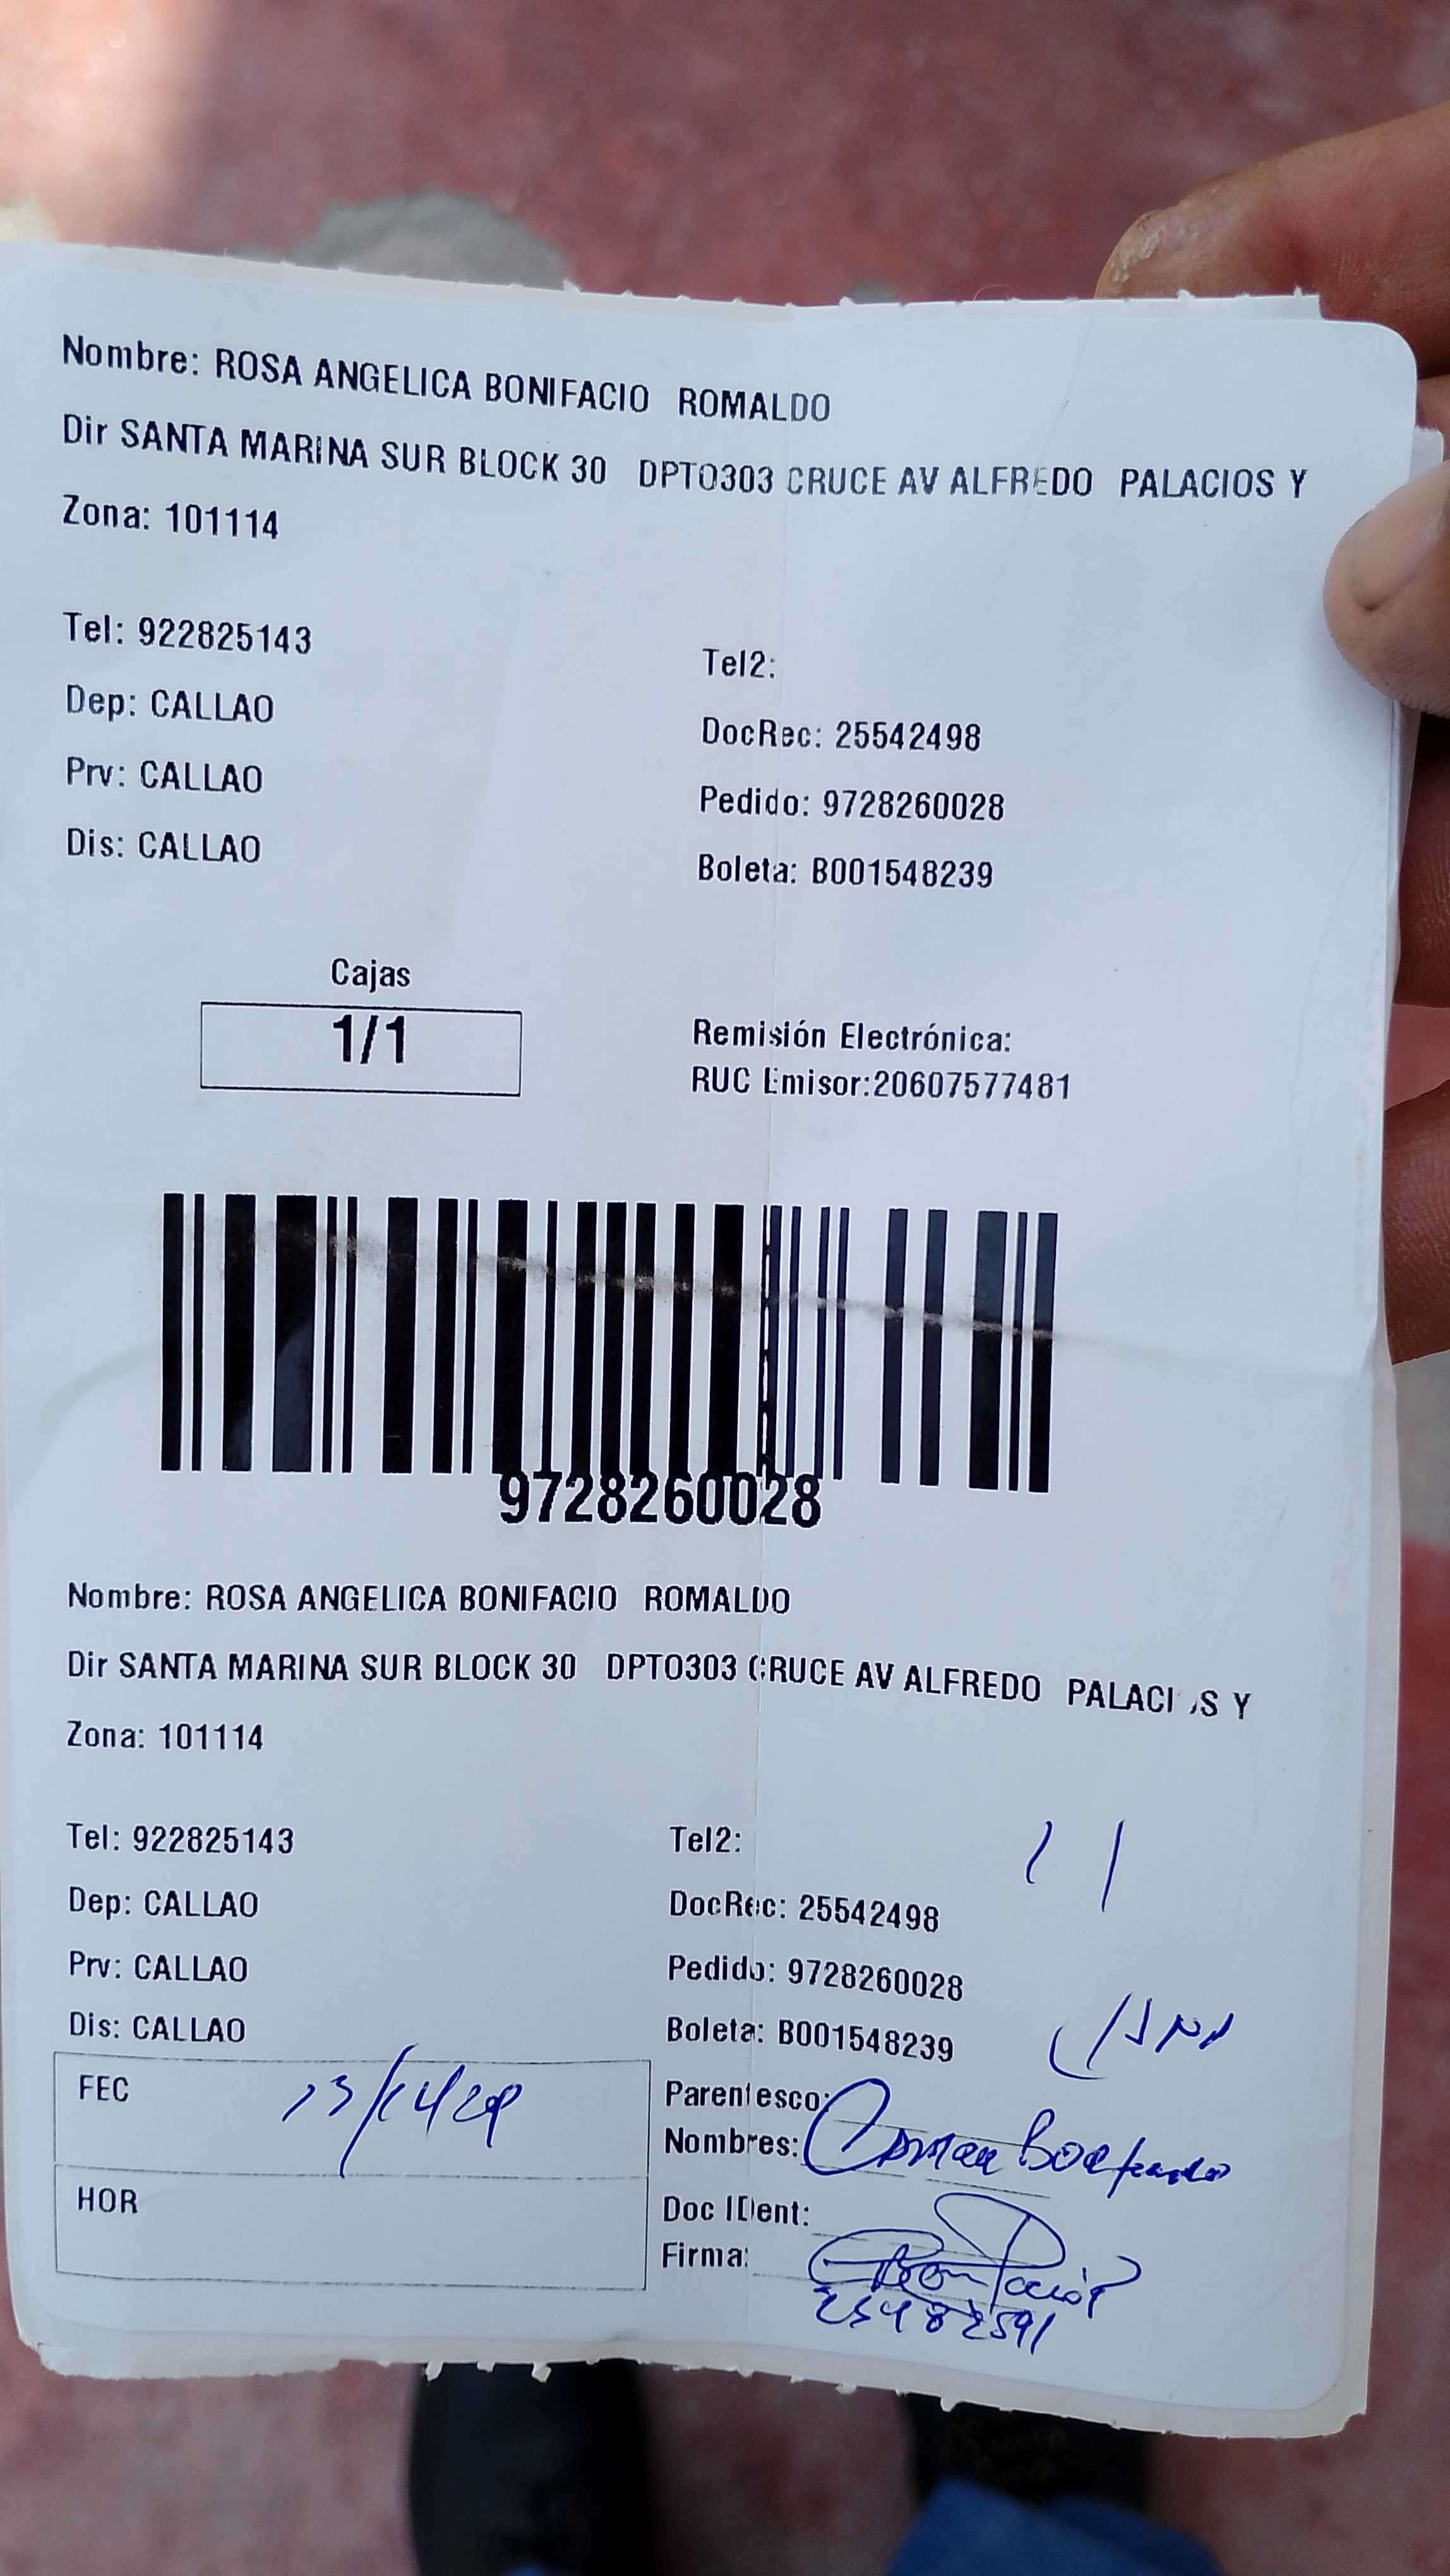 Nombre: ROSA ANGELICA BONIFACIO ROMALDO
Dir SANTA MARINA SUR BLOCK 30 DPTO303 CRUCE AV ALFREDO PALACIOS Y
Zona: 101114
Tel: 922825143
Tel2:
Dep: CALLAO
DocRec: 25542498
Prv: CALLAO
Pedido: 9728260028
Dis: CALLAO
Boleta: B001548239
Cajas
1/1
Remisión Electrónica:
RUC Emisor:20607577481
9728260028
Nombre: ROSA ANGELICA BONIFACIO ROMALDO
Dir SANTA MARINA SUR BLOCK 30 DPTO303 CRUCE AV ALFREDO PALACIOS Y
Zona: 101114
Tel: 922825143
Tel2:
Dep: CALLAO
DocRec: 25542498
Prv: CALLAO
Pedido: 9728260028
Dis: CALLAO
Boleta: B001548239
FEC
Parentesco:
Nombres:
HOR
Doc IDent:
Firma:
25482591